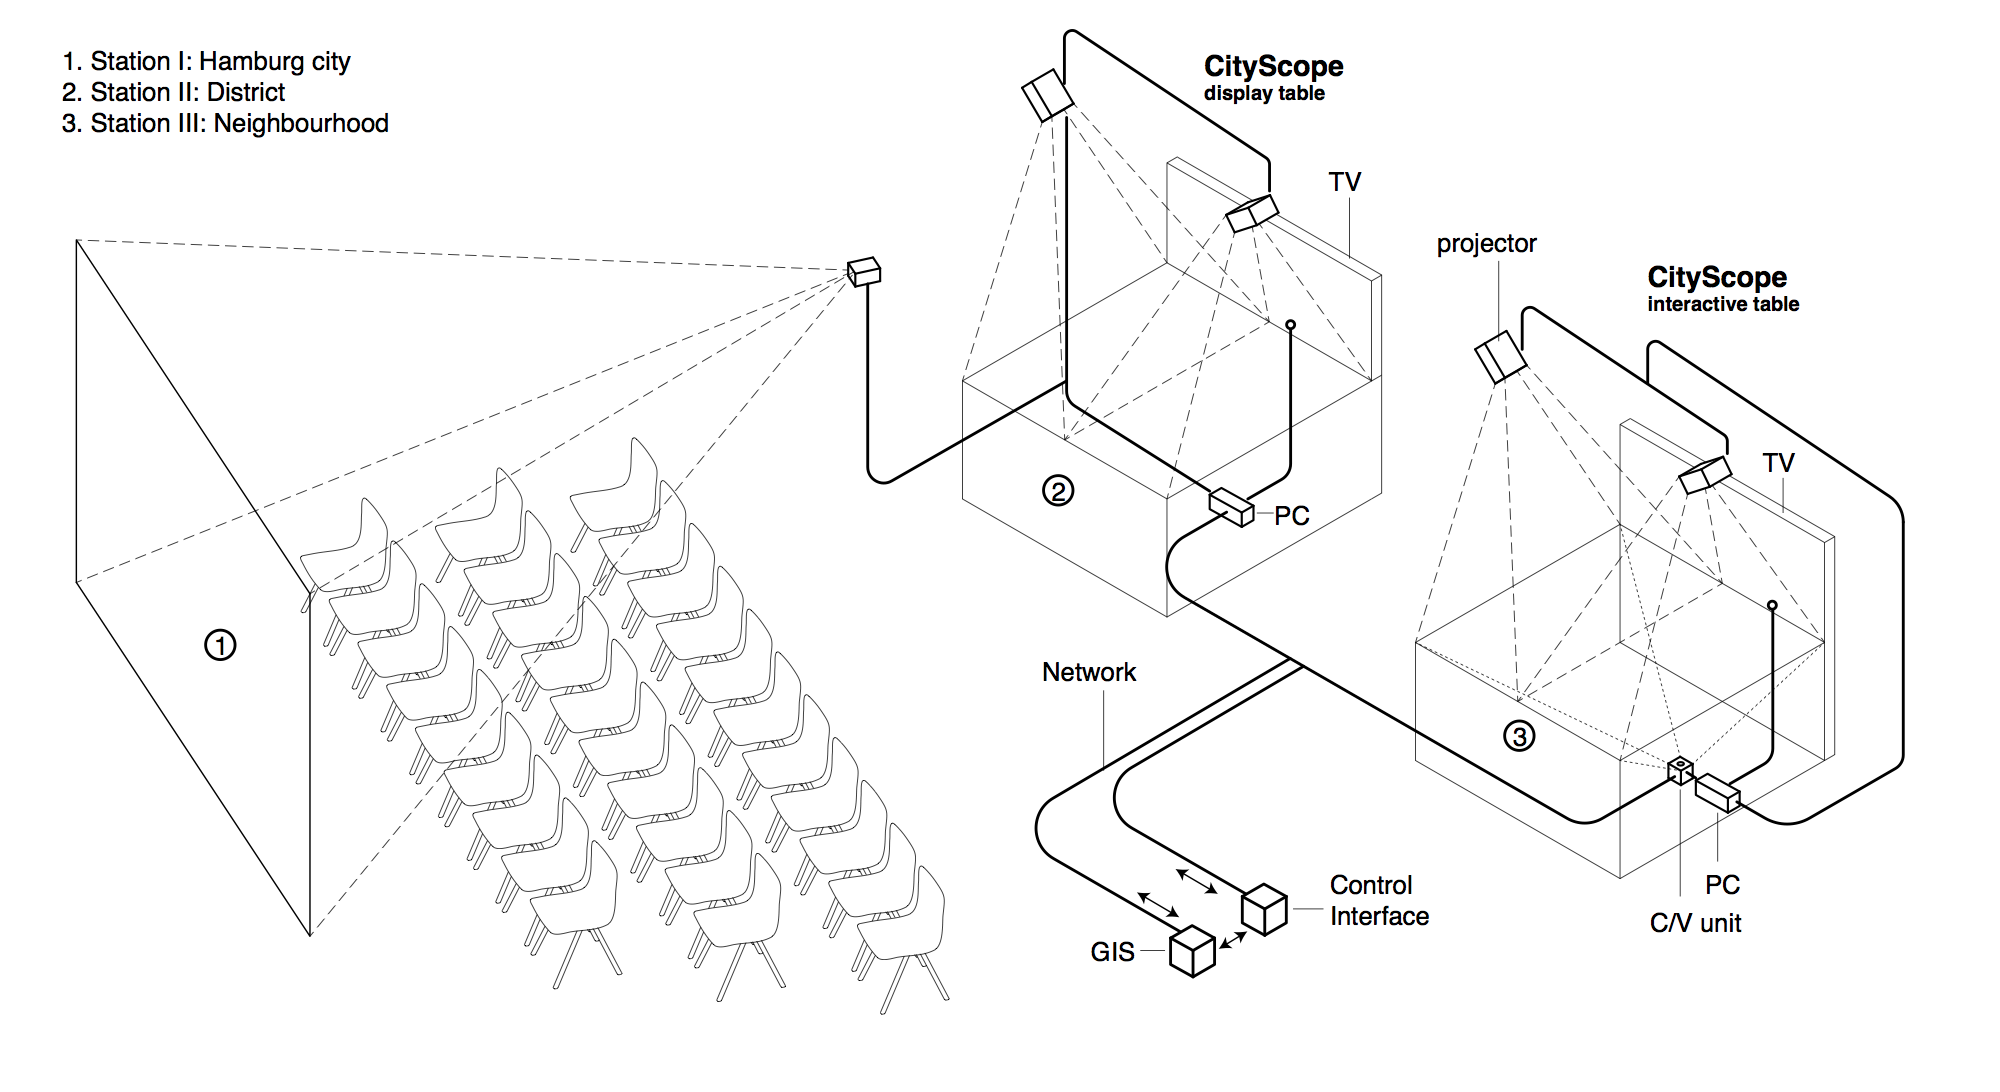 1. Station I: Hamburg city
2. Station II: District
3. Station III: Neighbourhood
CityScope
display table
TV
projector
CityScope
interactive table
TV
2
PC
1
Network
3
Control
Interface
GIS
PC
C/V unit